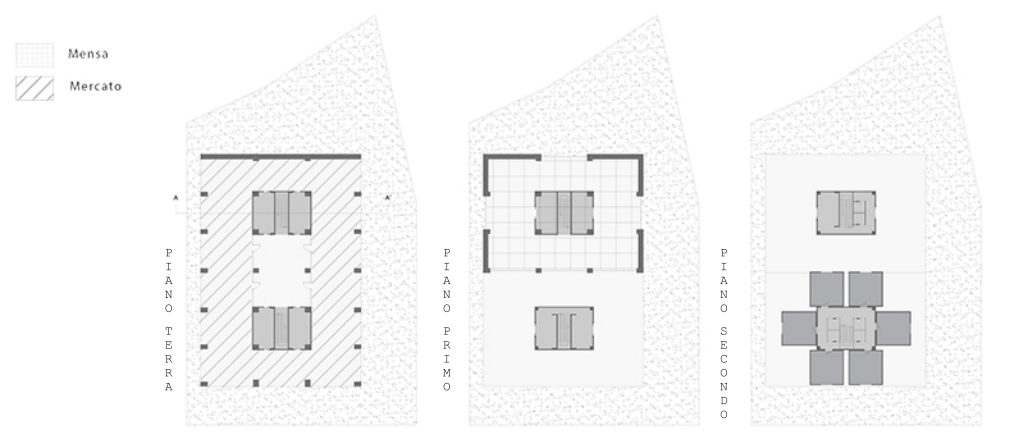 Mensa
Mercato
A
A'
PIANO TERRA
PIANO PRIMO
PIANO SECONDO